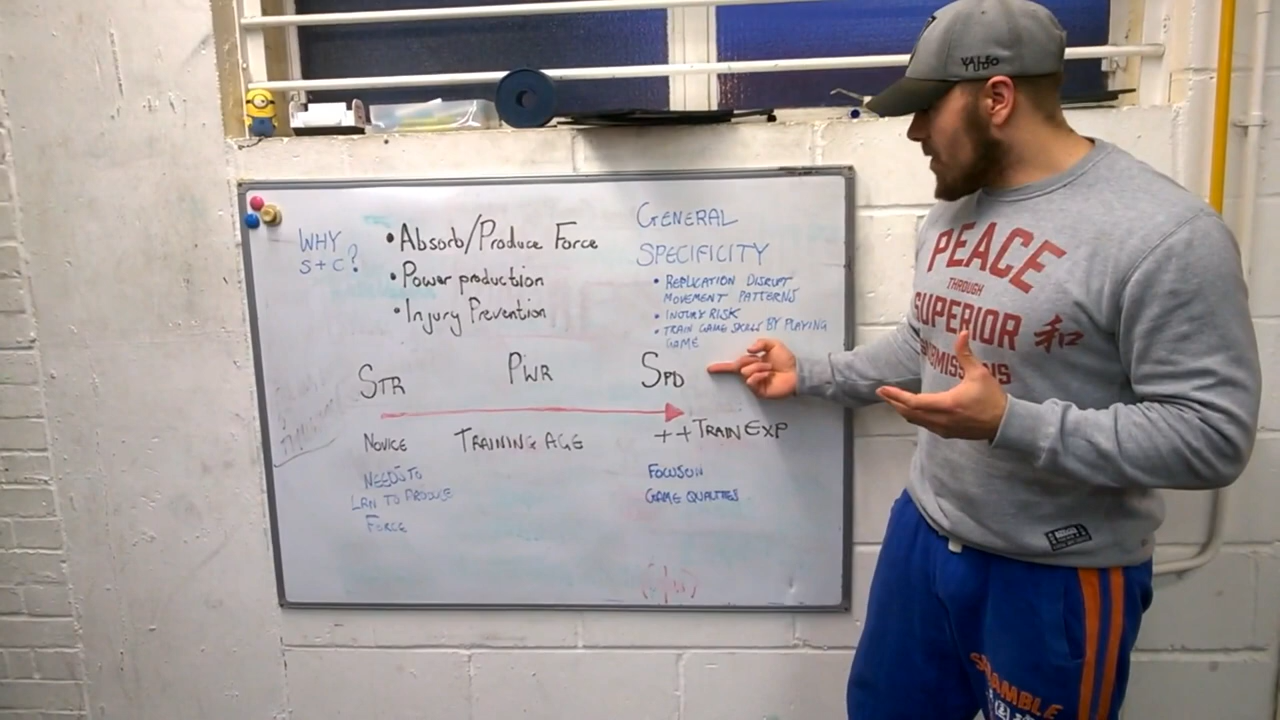 WHY
S+C?
• Absorb/Produce Force
• Power production
• Injury Prevention
GENERAL
SPECIFICITY
• REPLICATION DISRUPT
MOVEMENT PATTERNS
• INJURY RISK
• TRAIN GAME SKILLS BY PLAYING
GAME
STR PWR SPD
NOVICE TRAINING AGE ++TRAIN EXP
NEEDS TO
LRN TO PRODUCE
FORCE
FOCUS ON
GAME QUALITIES
PEACE
THROUGH
SUPERIOR 和
SUBMISSIONS
SCRAMBLE